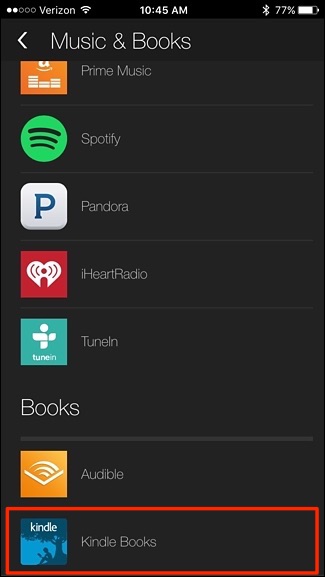 Verizon 10:45 AM 77%
Music & Books
Prime Music
Spotify
P
Pandora
iHeartRadio
tunein
TuneIn
Books
Audible
kindle
Kindle Books